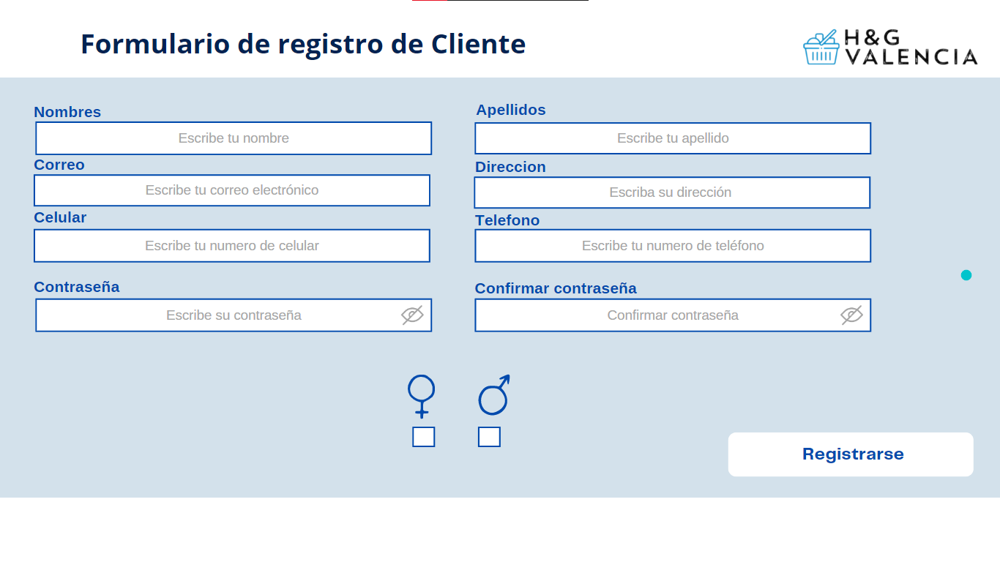 Formulario de registro de Cliente
H&G
VALENCIA
Nombres
Apellidos
Escribe tu nombre
Escribe tu apellido
Correo
Direccion
Escribe tu correo electrónico
Escriba su dirección
Celular
Telefono
Escribe tu numero de celular
Escribe tu numero de teléfono
Contraseña
Confirmar contraseña
Escribe su contraseña
Confirmar contraseña
Registrarse